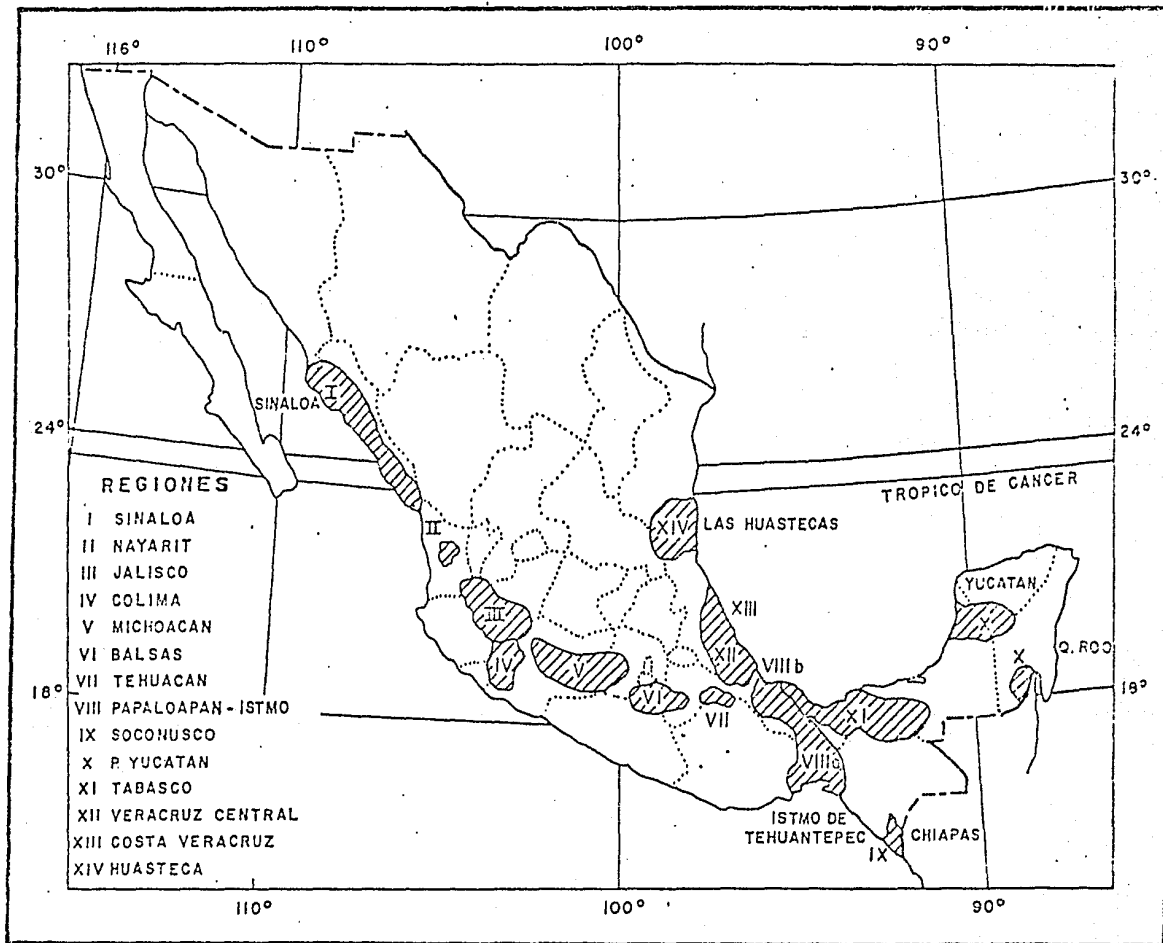 116° 110° 100° 90°
30° 30°
I
SINALOA
24° 24°
TROPICO DE CANCER
REGIONES
I SINALOA
II NAYARIT
III JALISCO
IV COLIMA
V MICHOACAN
VI BALSAS
VII TEHUACAN
VIII PAPALOAPAN-ISTMO
IX SOCONUSCO
X P. YUCATAN
XI TABASCO
XII VERACRUZ CENTRAL
XIII COSTA VERACRUZ
XIV HUASTECA
II
XIV LAS HUASTECAS
YUCATAN
XIII
III
X
Q. ROO
XII
IV V VIIIb X
18° 18°
VI VII XI
VIIIa
ISTMO DE
TEHUANTEPEC
CHIAPAS
IX
110° 100° 90°